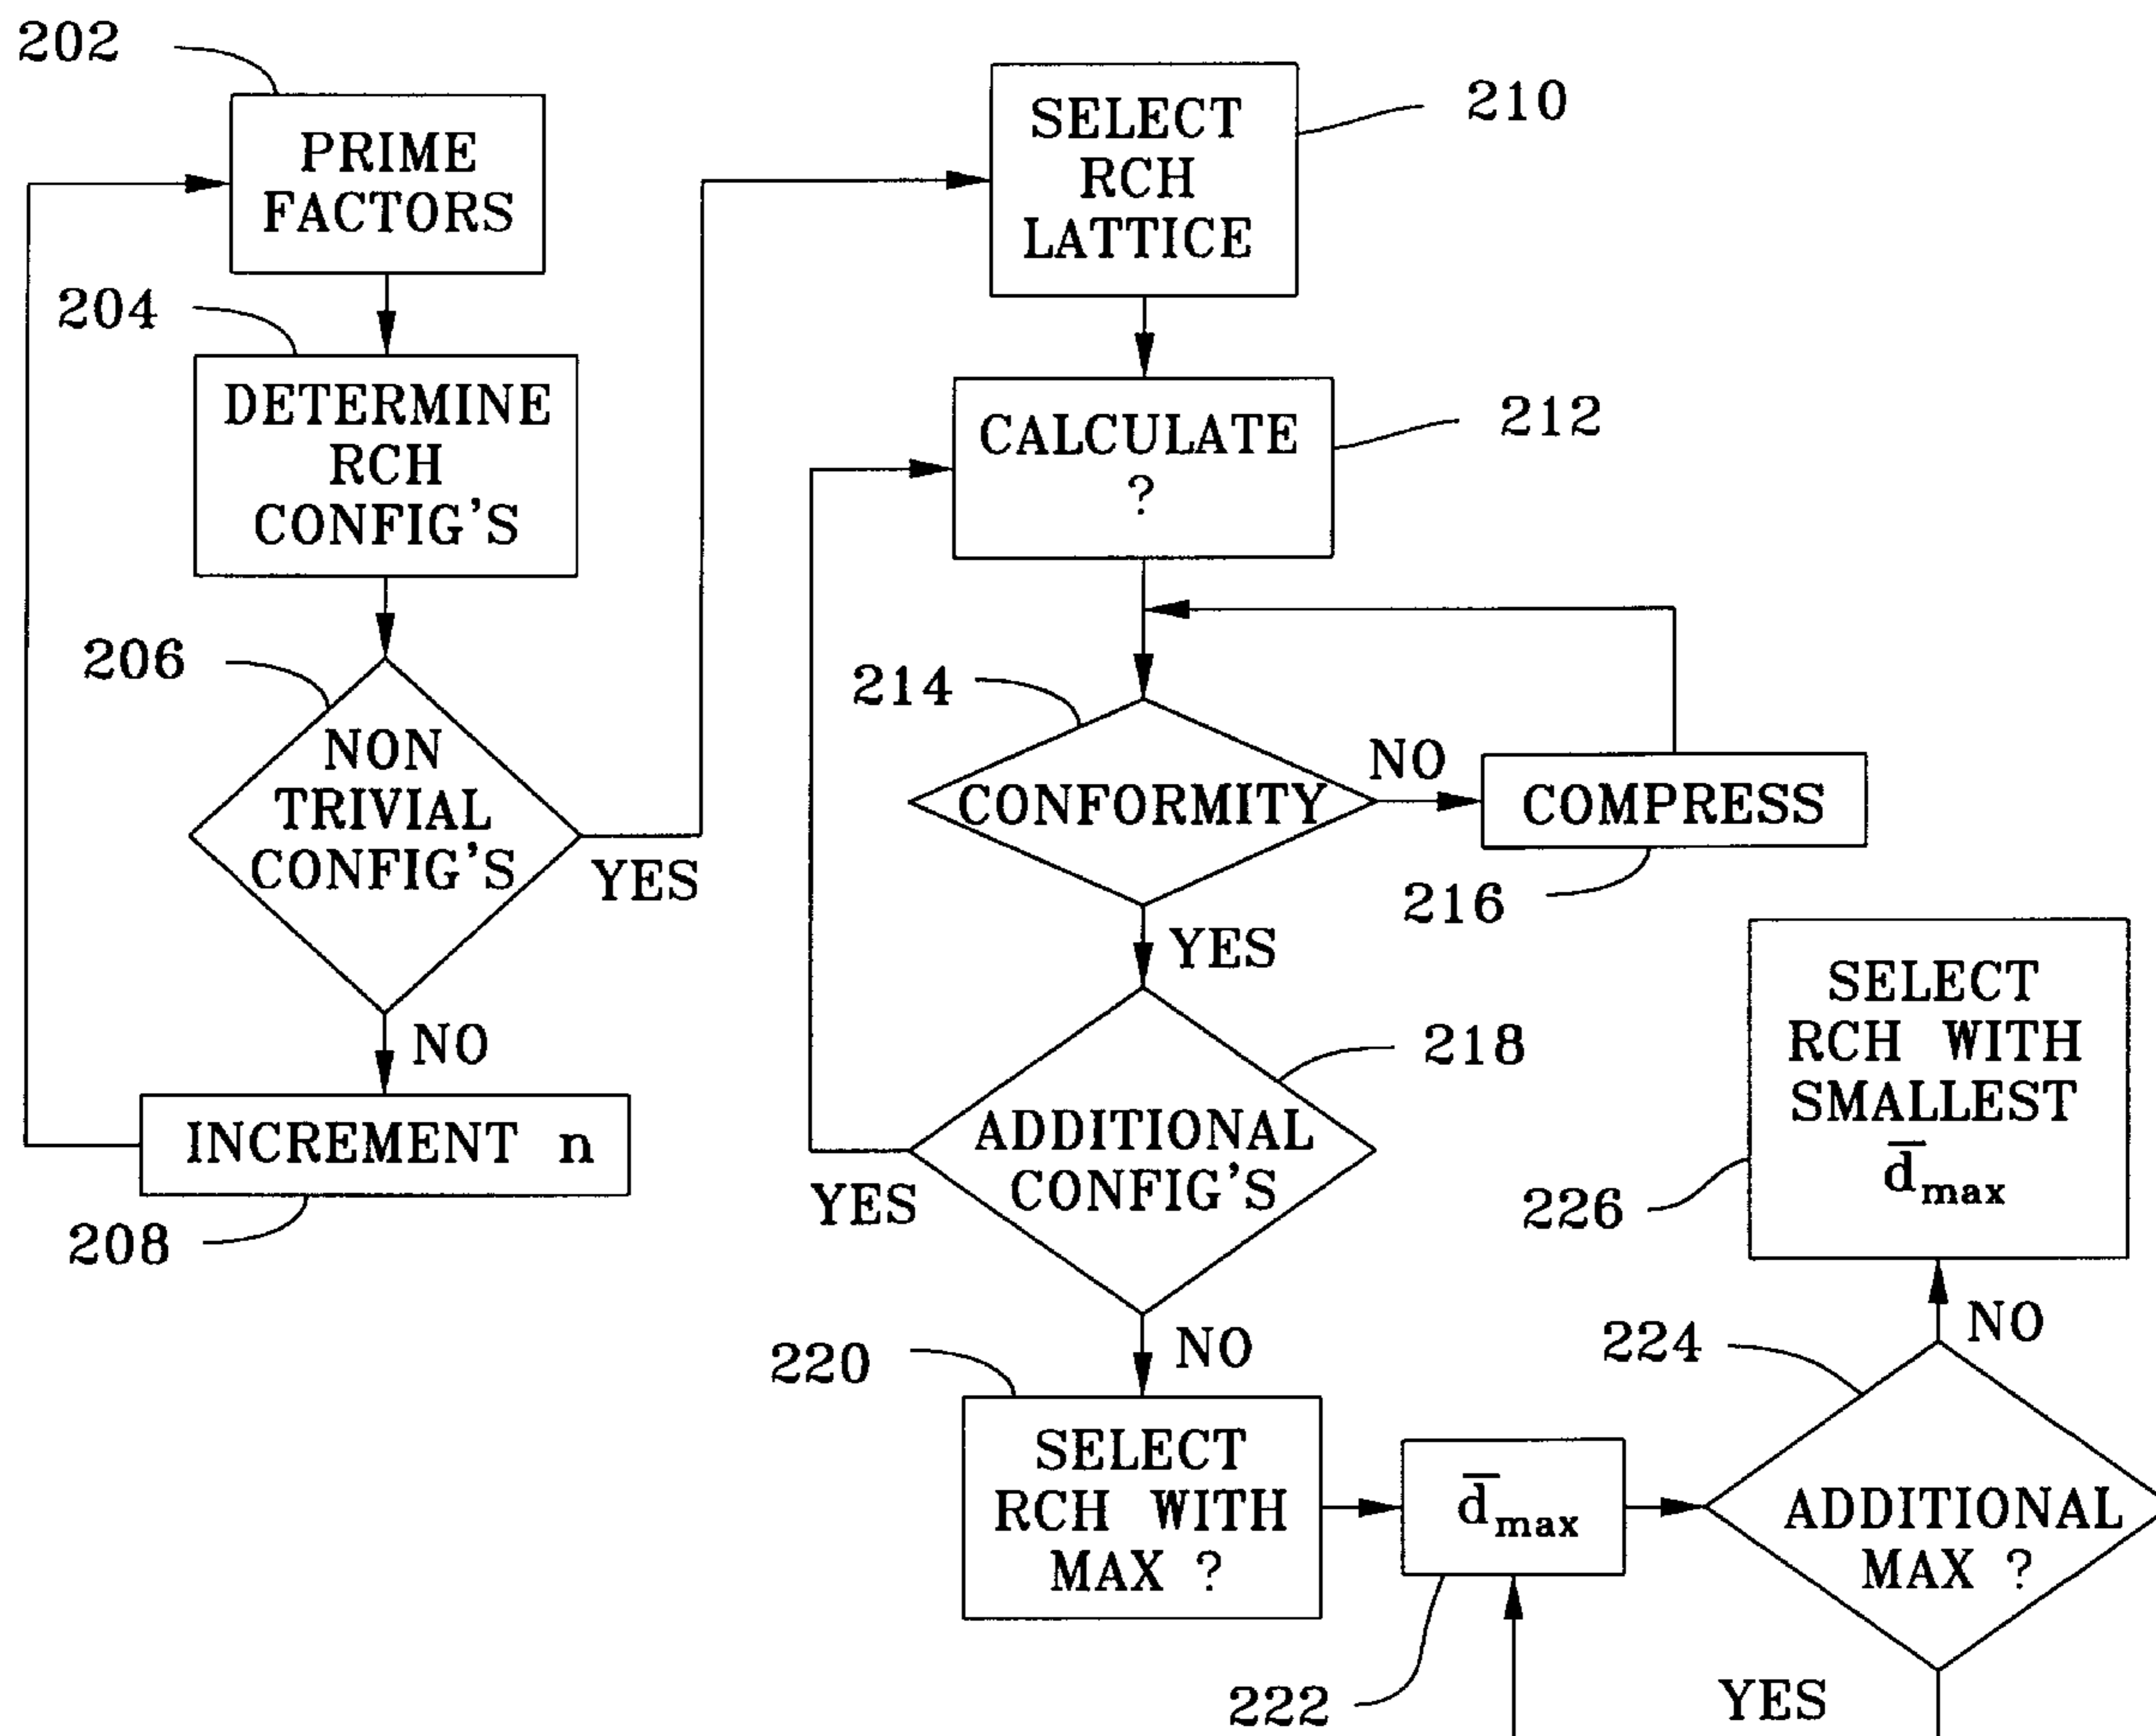 202
PRIME
FACTORS
204
DETERMINE
RCH
CONFIG'S
206
NON
TRIVIAL
CONFIG'S
YES
NO
INCREMENT n
208
SELECT
RCH
LATTICE
210
CALCULATE
?
212
214
CONFORMITY
NO
COMPRESS
216
YES
218
ADDITIONAL
CONFIG'S
YES
NO
220
SELECT
RCH WITH
MAX ?
d̅max
222
224
ADDITIONAL
MAX ?
YES
NO
SELECT
RCH WITH
SMALLEST
d̅max
226